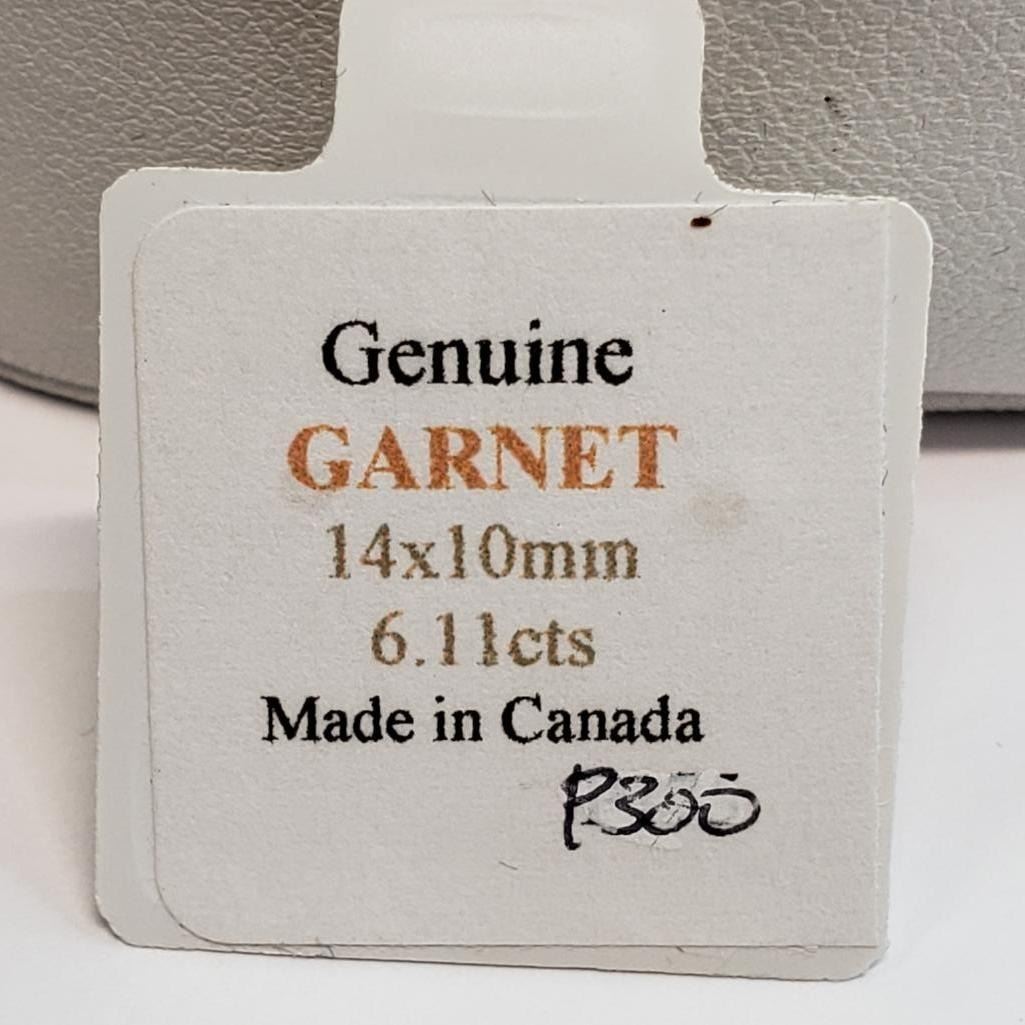 Genuine
GARNET
14x10mm
6.11cts
Made in Canada
P300